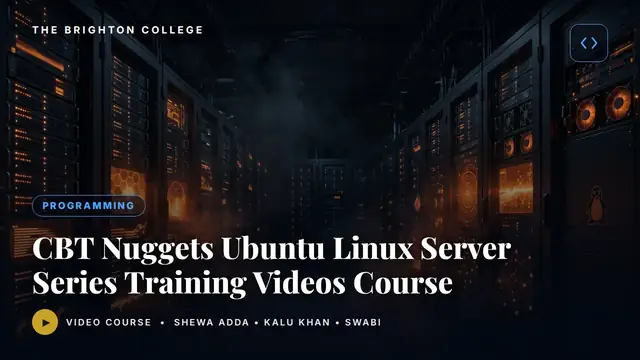 THE BRIGHTON COLLEGE
PROGRAMMING
CBT Nuggets Ubuntu Linux Server
Series Training Videos Course
VIDEO COURSE • SHEWA ADDA • KALU KHAN • SWABI